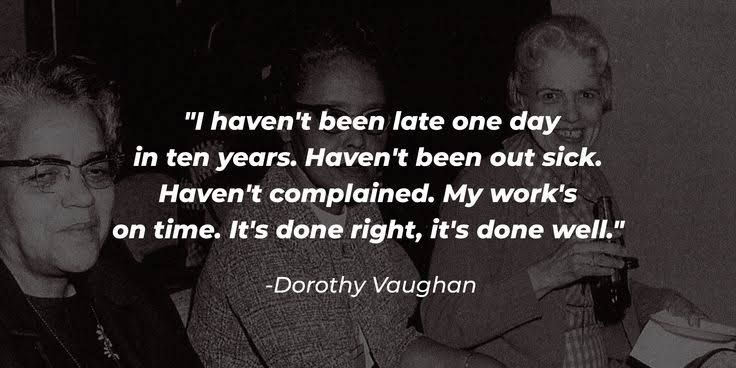 "I haven't been late one day
in ten years. Haven't been out sick.
Haven't complained. My work's
on time. It's done right, it's done well."
-Dorothy Vaughan